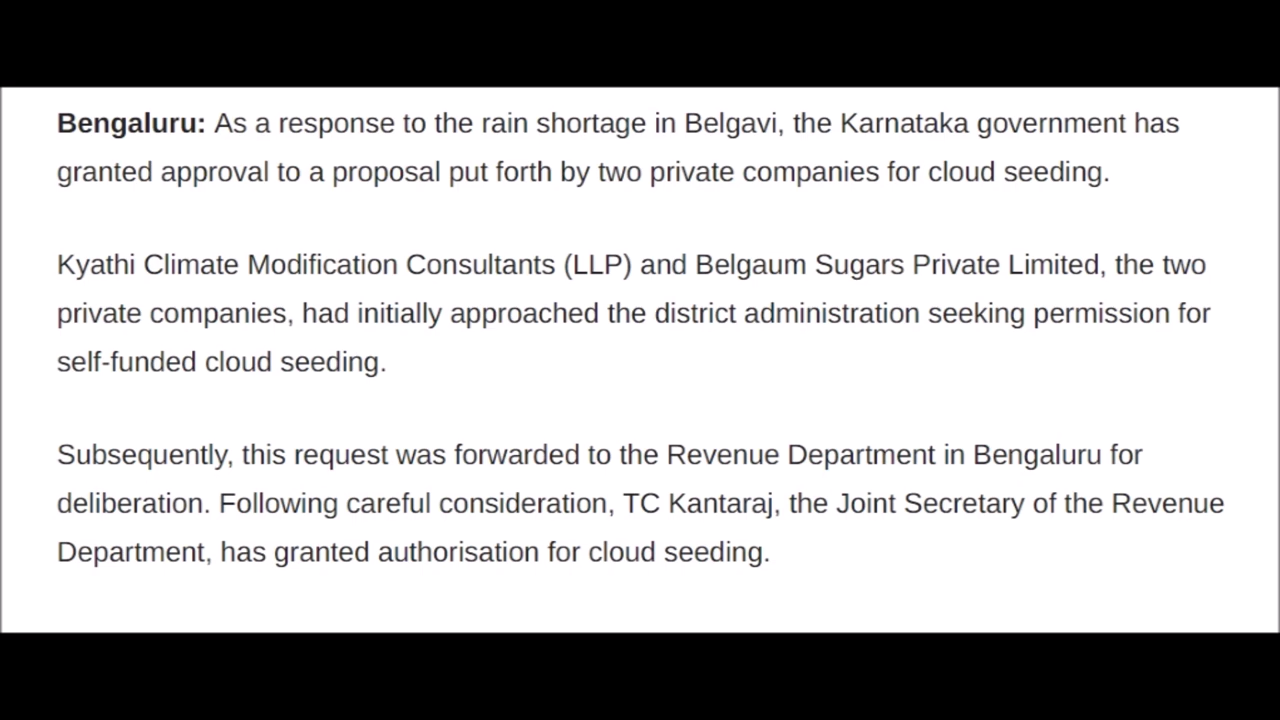 Bengaluru: As a response to the rain shortage in Belgavi, the Karnataka government has
granted approval to a proposal put forth by two private companies for cloud seeding.
Kyathi Climate Modification Consultants (LLP) and Belgaum Sugars Private Limited, the two
private companies, had initially approached the district administration seeking permission for
self-funded cloud seeding.
Subsequently, this request was forwarded to the Revenue Department in Bengaluru for
deliberation. Following careful consideration, TC Kantaraj, the Joint Secretary of the Revenue
Department, has granted authorisation for cloud seeding.